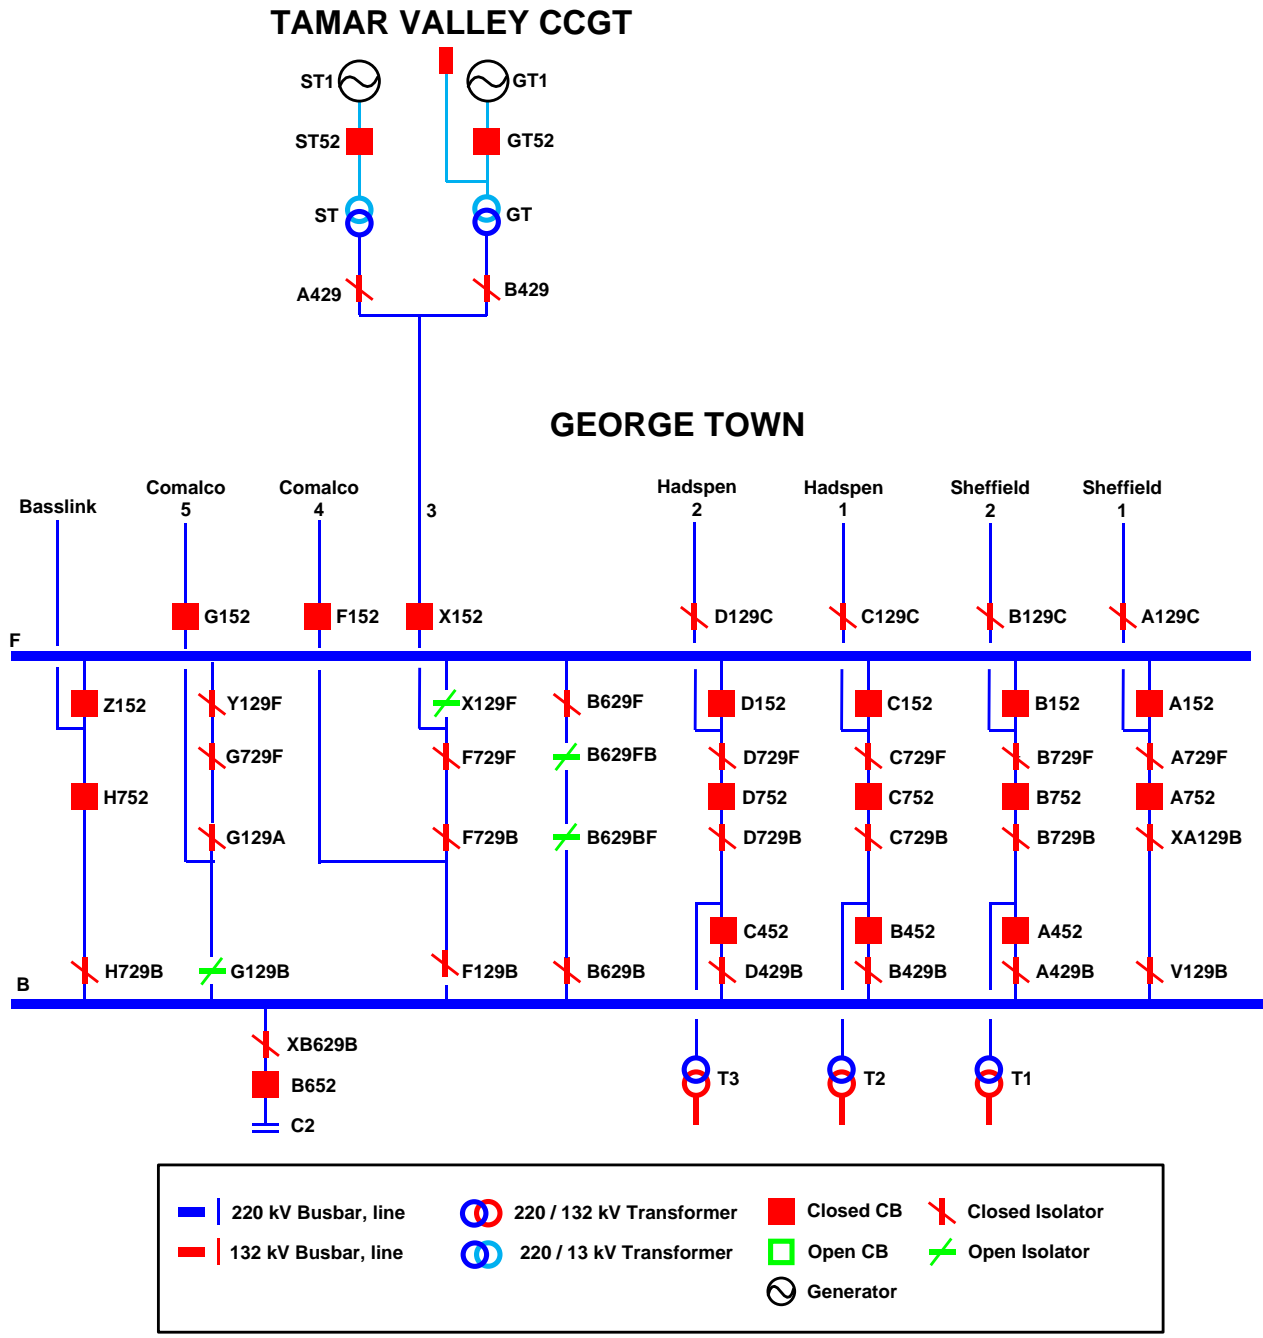 TAMAR VALLEY CCGT
ST1
GT1
ST52
GT52
ST
GT
A429
B429
GEORGE TOWN
Basslink
Comalco
5
Comalco
4
3
Hadspen
2
Hadspen
1
Sheffield
2
Sheffield
1
G152
F152
X152
D129C
C129C
B129C
A129C
F
Z152
Y129F
X129F
B629F
D152
C152
B152
A152
G729F
F729F
B629FB
D729F
C729F
B729F
A729F
H752
D752
C752
B752
A752
G129A
F729B
B629BF
D729B
C729B
B729B
XA129B
C452
B452
A452
H729B
G129B
F129B
B629B
D429B
B429B
A429B
V129B
B
XB629B
B652
C2
T3
T2
T1
220 kV Busbar, line
220 / 132 kV Transformer
Closed CB
Closed Isolator
132 kV Busbar, line
220 / 13 kV Transformer
Open CB
Open Isolator
Generator